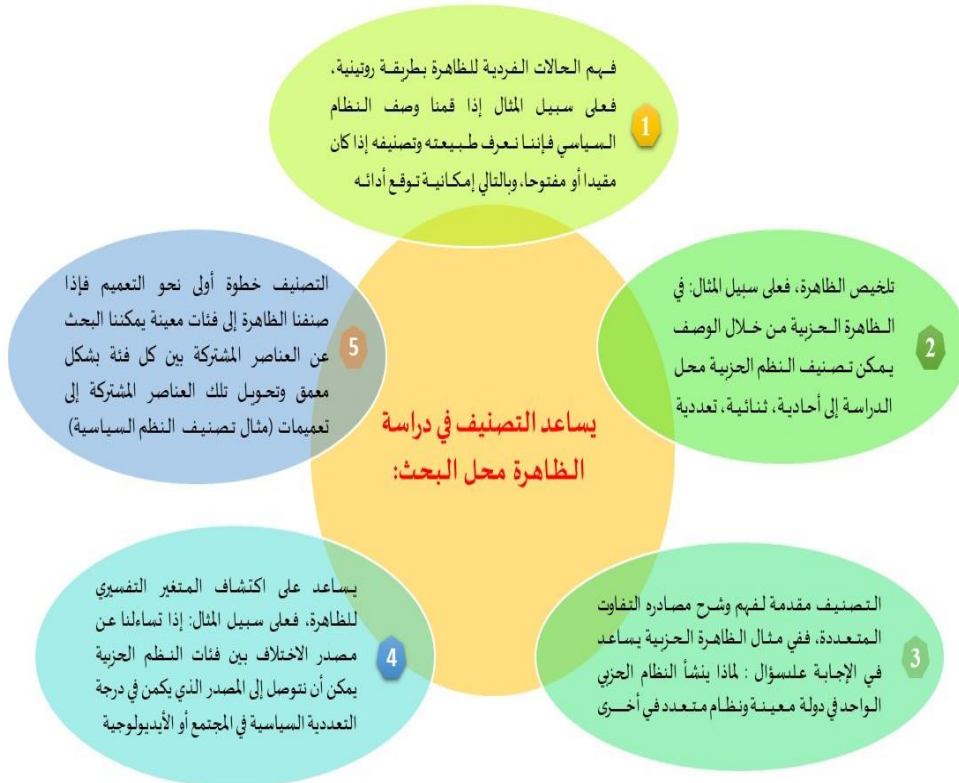 فهم الحالات الفردية للظاهرة بطريقة روتينية،
فعلى سبيل المثال إذا قمنا وصف النظام
السياسي فإننا نعرف طبيعته وتصنيفه إذا كان
مقيدا أو مفتوحا، وبالتالي إمكانية توقع أدائه
1
تلخيص الظاهرة، فعلى سبيل المثال: في
الظاهرة الحزبية من خلال الوصف
يمكن تصنيف النظم الحزبية محل
الدراسة إلى أحادية، ثنائية، تعددية
2
التصنيف مقدمة لفهم وشرح مصادره التفاوت
المتعددة، ففي مثال الظاهرة الحزبية يساعد
في الإجابة علىسؤال : لماذا ينشأ النظام الحزبي
الواحد في دولة معينة ونظام متعدد في أخرى
3
يساعد على اكتشاف المتغير التفسيري
للظاهرة، فعلى سبيل المثال: إذا تساءلنا عن
مصدر الاختلاف بين فئات النظم الحزبية
يمكن أن نتوصل إلى المصدر الذي يكمن في درجة
التعددية السياسية في المجتمع أو الأيديولوجية
4
التصنيف خطوة أولى نحو التعميم فإذا
صنفنا الظاهرة إلى فئات معينة يمكننا البحث
عن العناصر المشتركة بين كل فئة بشكل
معمق وتحويل تلك العناصر المشتركة إلى
تعميمات (مثال تصنيف النظم السياسية)
5
يساعد التصنيف في دراسة
الظاهرة محل البحث: